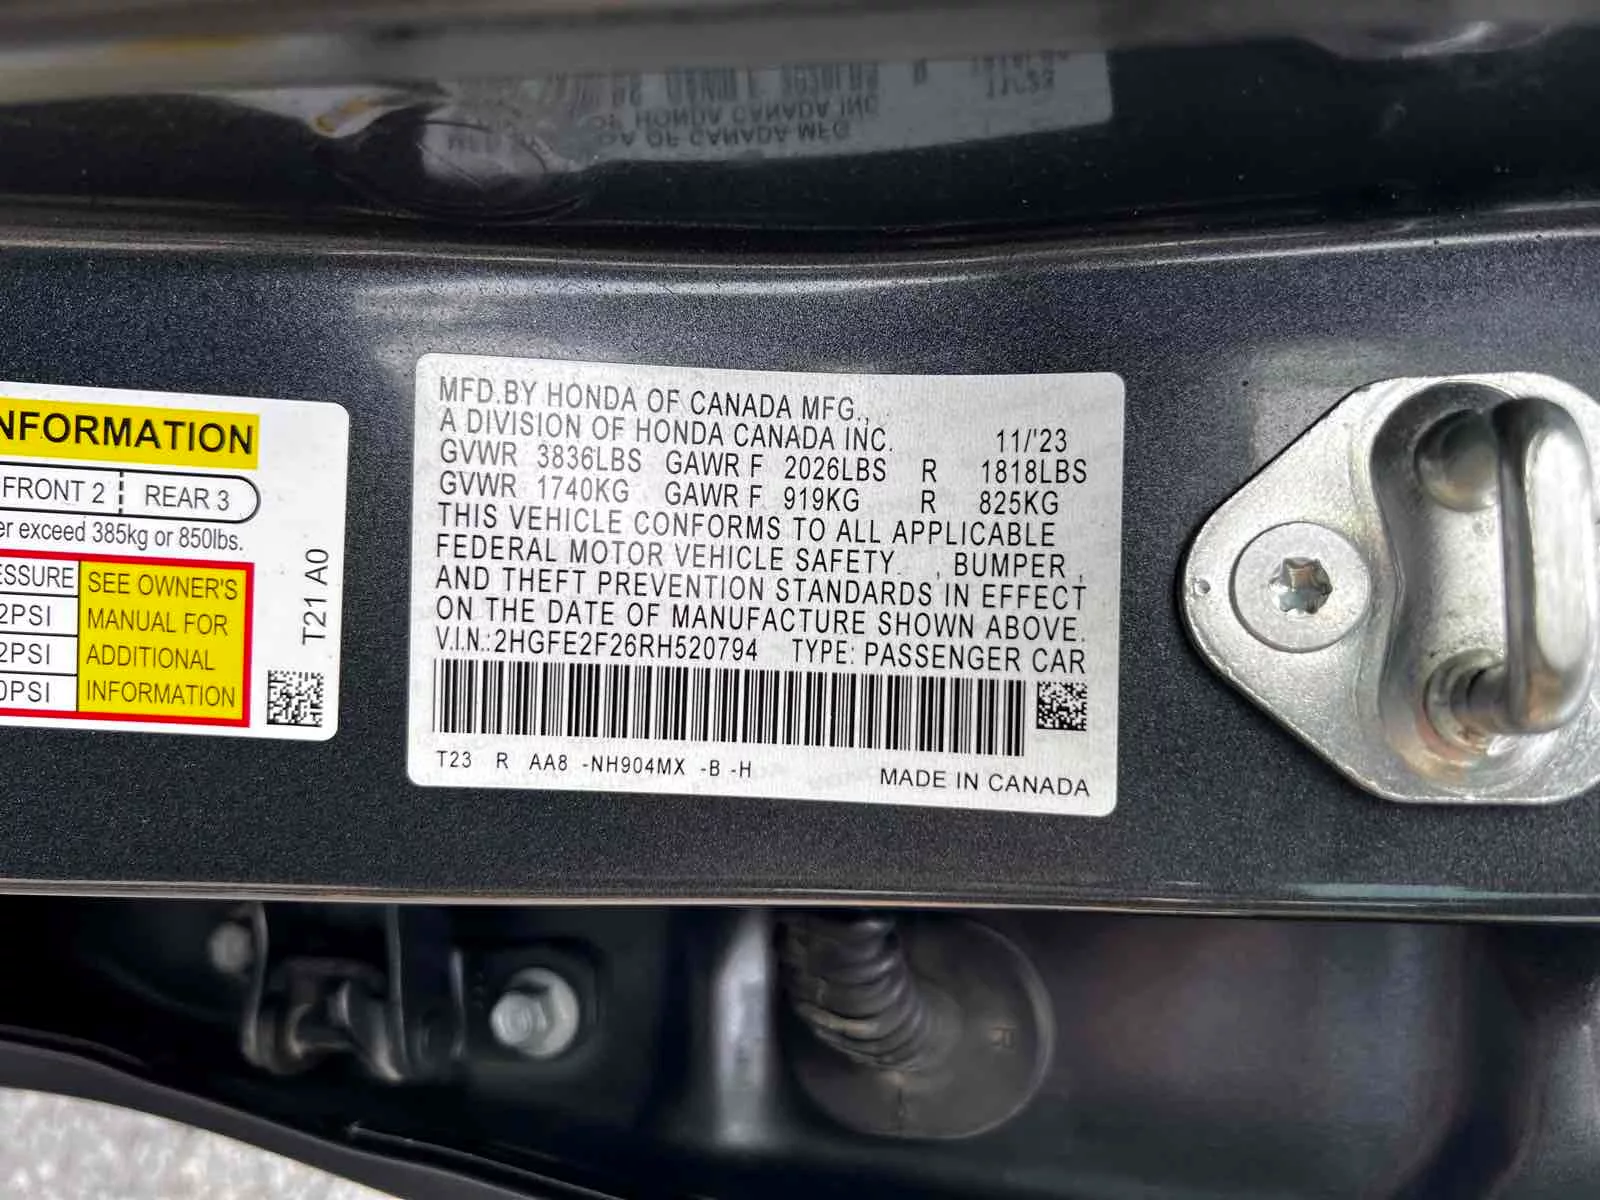 NFORMATION
FRONT 2 REAR 3
er exceed 385kg or 850lbs.
ESSURE
2PSI
2PSI
0PSI
SEE OWNER'S
MANUAL FOR
ADDITIONAL
INFORMATION
T21 A0
MFD.BY HONDA OF CANADA MFG.,
A DIVISION OF HONDA CANADA INC. 11/'23
GVWR 3836LBS GAWR F 2026LBS R 1818LBS
GVWR 1740KG GAWR F 919KG R 825KG
THIS VEHICLE CONFORMS TO ALL APPLICABLE
FEDERAL MOTOR VEHICLE SAFETY , BUMPER ,
AND THEFT PREVENTION STANDARDS IN EFFECT
ON THE DATE OF MANUFACTURE SHOWN ABOVE.
V.I.N.:2HGFE2F26RH520794 TYPE: PASSENGER CAR
T23 R AA8 -NH904MX -B -H
MADE IN CANADA